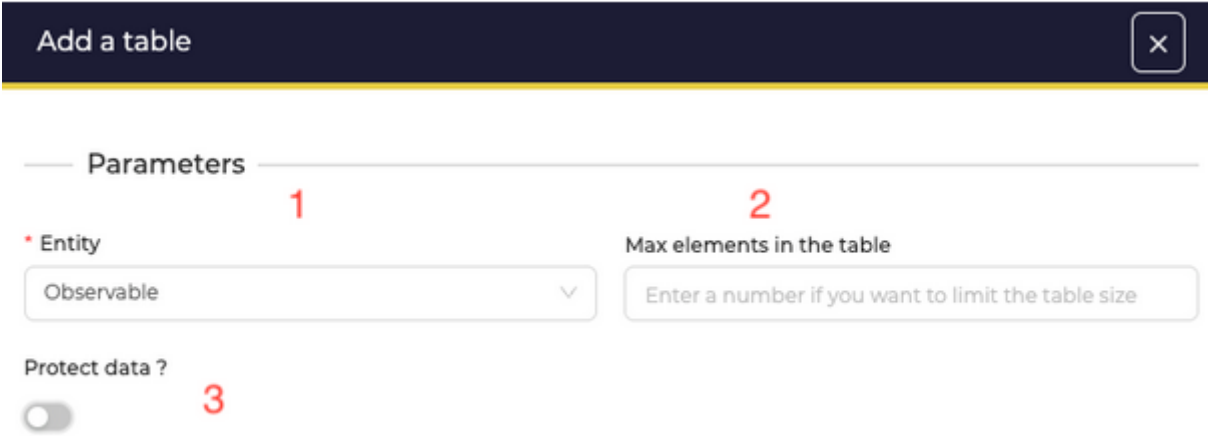 Add a table
Parameters
1
2
* Entity
Max elements in the table
Observable
Enter a number if you want to limit the table size
Protect data ?
3